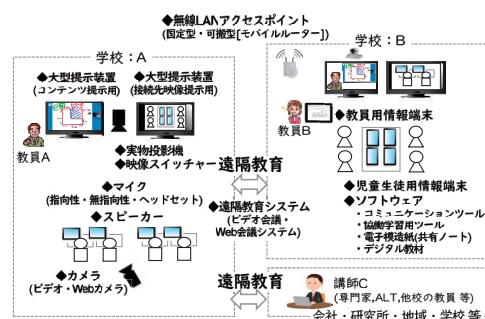 ◆無線LANアクセスポイント
(固定型・可搬型[モバイルルーター])
学校：A
◆大型提示装置
(コンテンツ提示用)
◆大型提示装置
(接続先映像提示用)
教員A
◆実物投影機
◆映像スイッチャー
◆マイク
(指向性・無指向性・ヘッドセット)
◆スピーカー
◆カメラ
(ビデオ・Webカメラ)
遠隔教育
◆遠隔教育システム
(ビデオ会議・
Web会議システム)
遠隔教育
学校：B
教員B
◆教員用情報端末
◆児童生徒用情報端末
◆ソフトウェア
・コミュニケーションツール
・協働学習用ツール
・電子模造紙(共有ノート)
・デジタル教材
講師C
(専門家,ALT,他校の教員 等)
会社・研究所・地域・学校 等